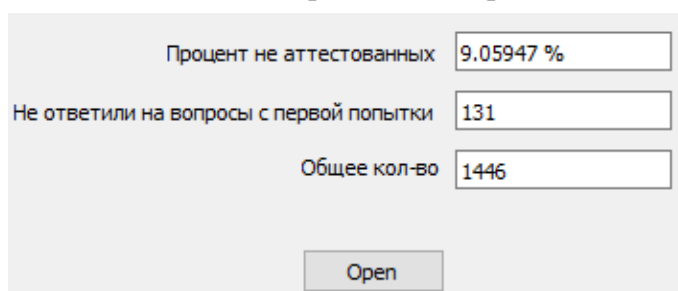 Процент не аттестованных 9.05947 %
Не ответили на вопросы с первой попытки 131
Общее кол-во 1446
Open